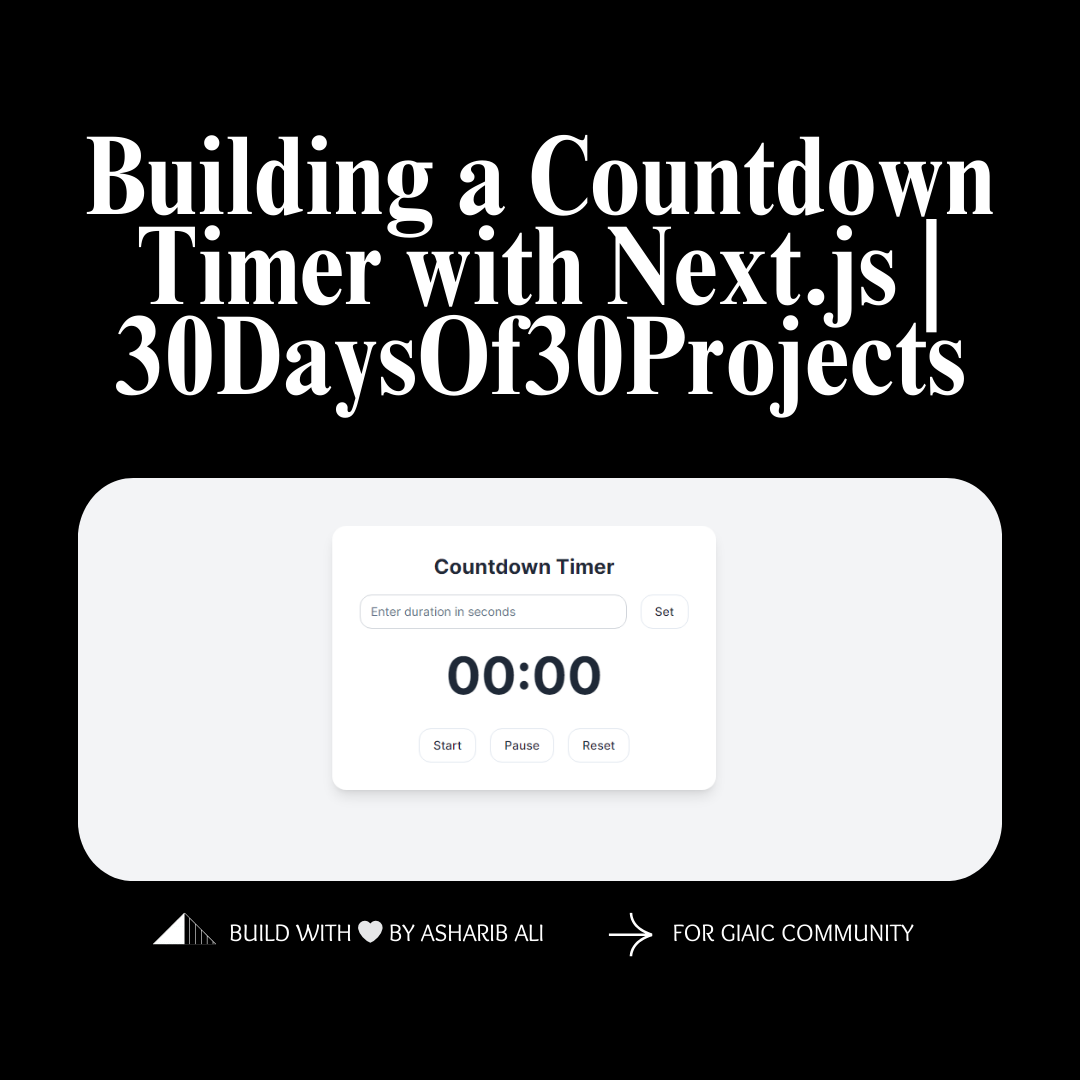 Building a Countdown
Timer with Next.js |
30DaysOf30Projects
Countdown Timer
Enter duration in seconds
Set
00:00
Start Pause Reset
BUILD WITH 🤍 BY ASHARIB ALI
FOR GIAIC COMMUNITY